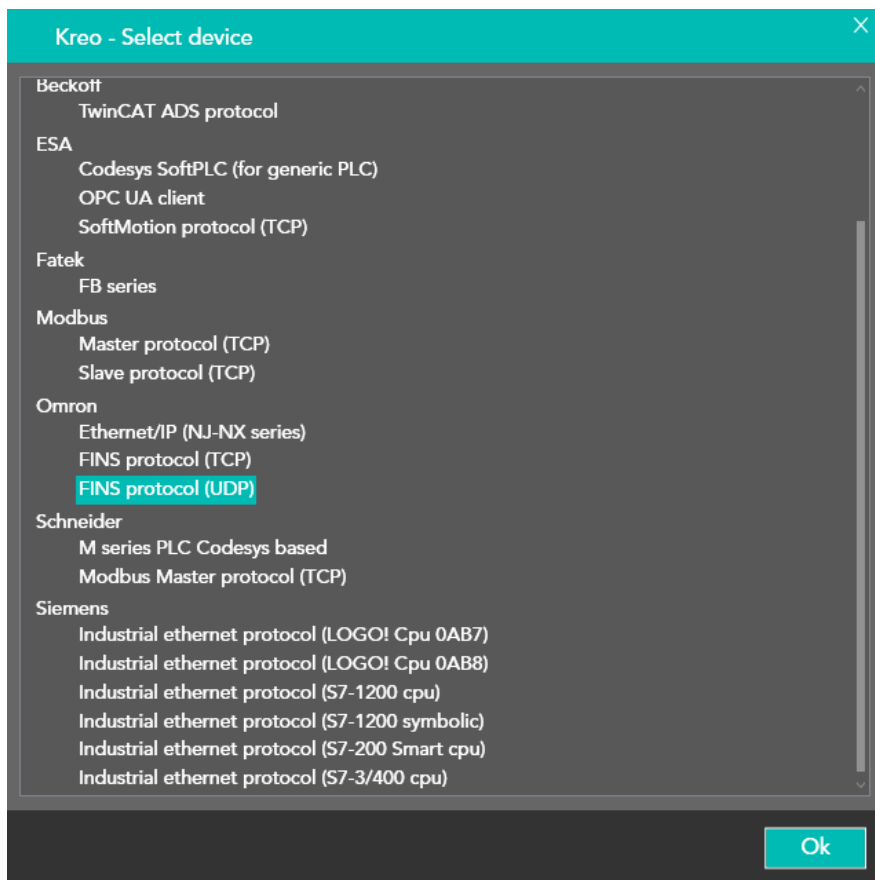 Kreo - Select device
X
Beckoff
TwinCAT ADS protocol
ESA
Codesys SoftPLC (for generic PLC)
OPC UA client
SoftMotion protocol (TCP)
Fatek
FB series
Modbus
Master protocol (TCP)
Slave protocol (TCP)
Omron
Ethernet/IP (NJ-NX series)
FINS protocol (TCP)
FINS protocol (UDP)
Schneider
M series PLC Codesys based
Modbus Master protocol (TCP)
Siemens
Industrial ethernet protocol (LOGO! Cpu 0AB7)
Industrial ethernet protocol (LOGO! Cpu 0AB8)
Industrial ethernet protocol (S7-1200 cpu)
Industrial ethernet protocol (S7-1200 symbolic)
Industrial ethernet protocol (S7-200 Smart cpu)
Industrial ethernet protocol (S7-3/400 cpu)
Ok